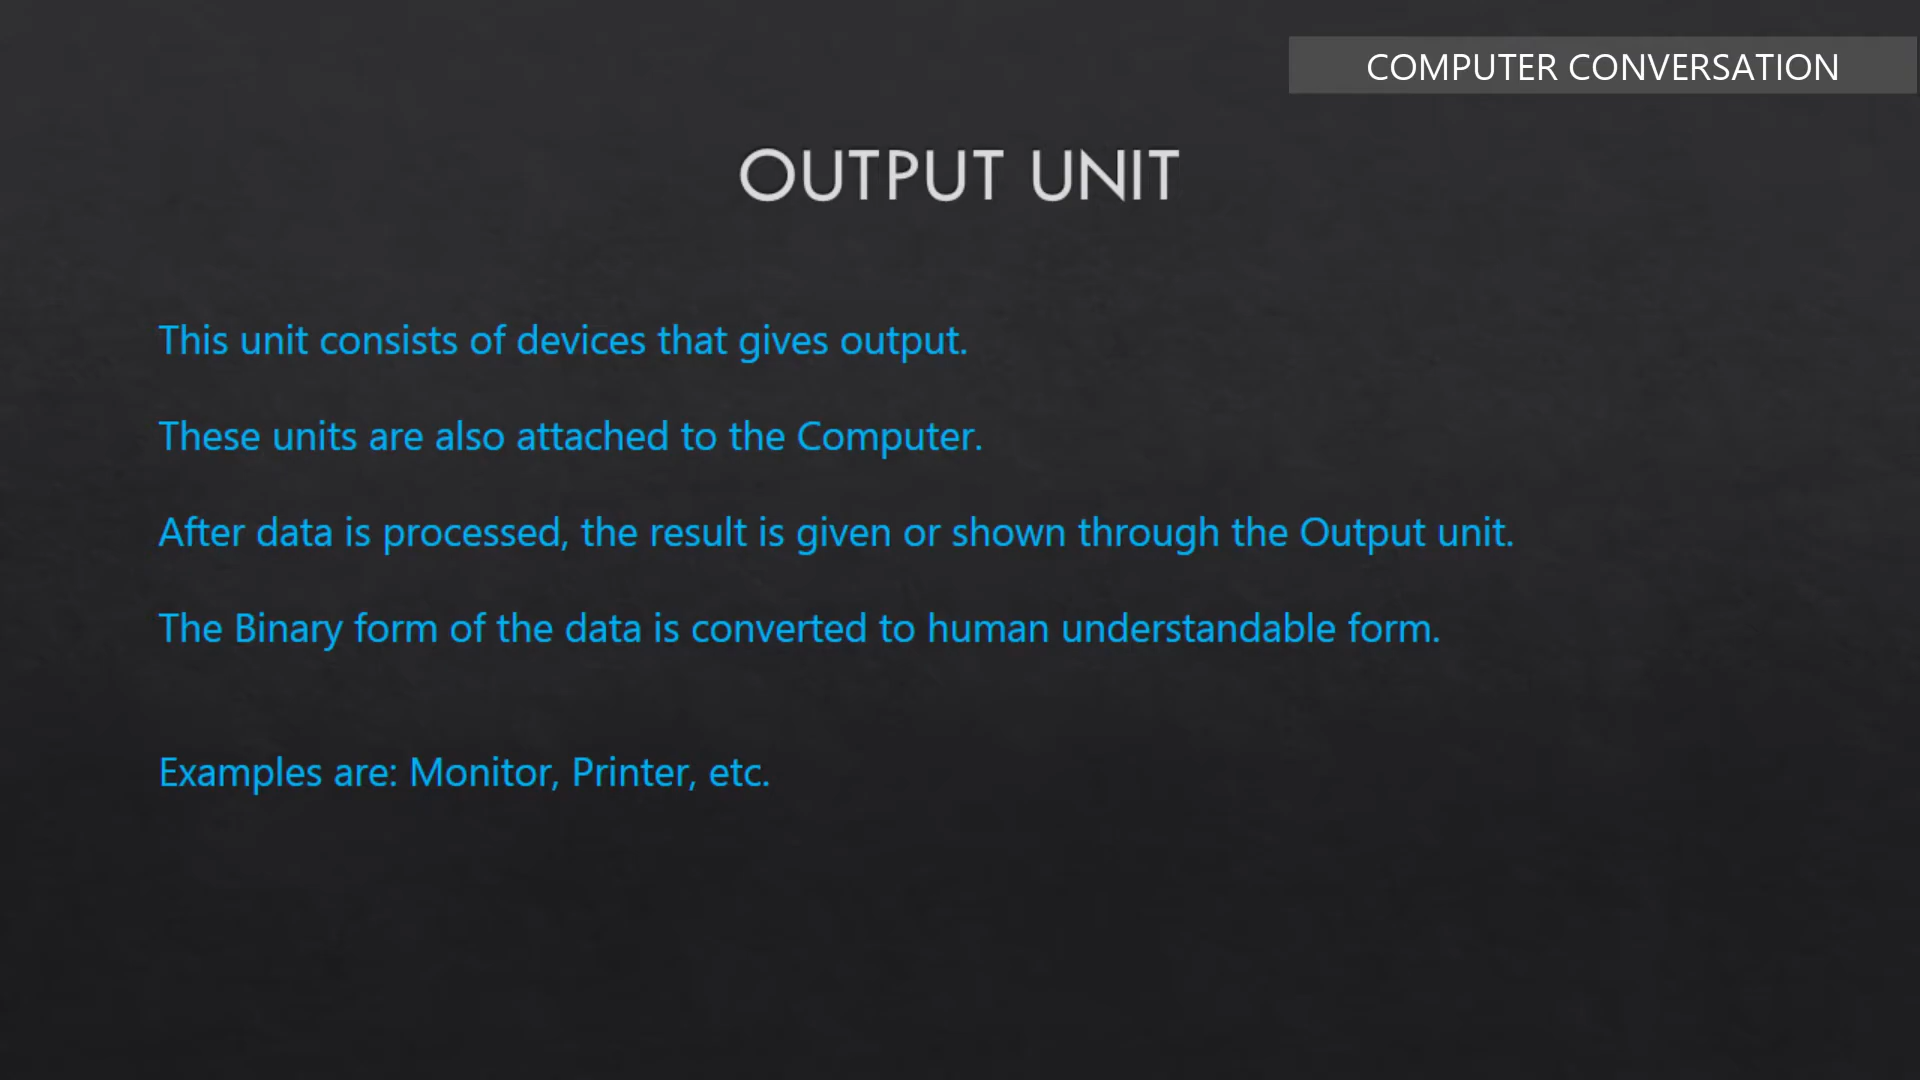 COMPUTER CONVERSATION
OUTPUT UNIT
This unit consists of devices that gives output.
These units are also attached to the Computer.
After data is processed, the result is given or shown through the Output unit.
The Binary form of the data is converted to human understandable form.
Examples are: Monitor, Printer, etc.